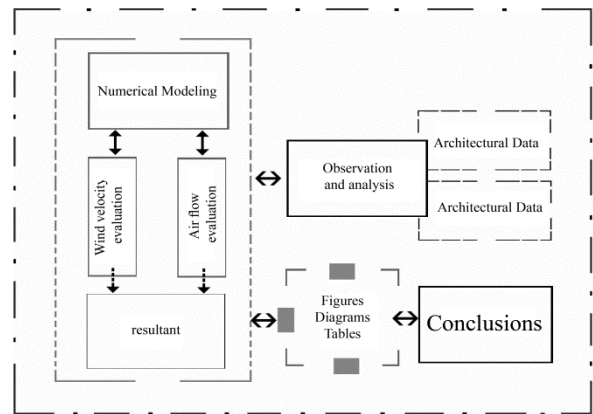 Numerical Modeling
Wind velocity
evaluation
Air flow
evaluation
resultant
Observation
and analysis
Architectural Data
Architectural Data
Figures
Diagrams
Tables
Conclusions